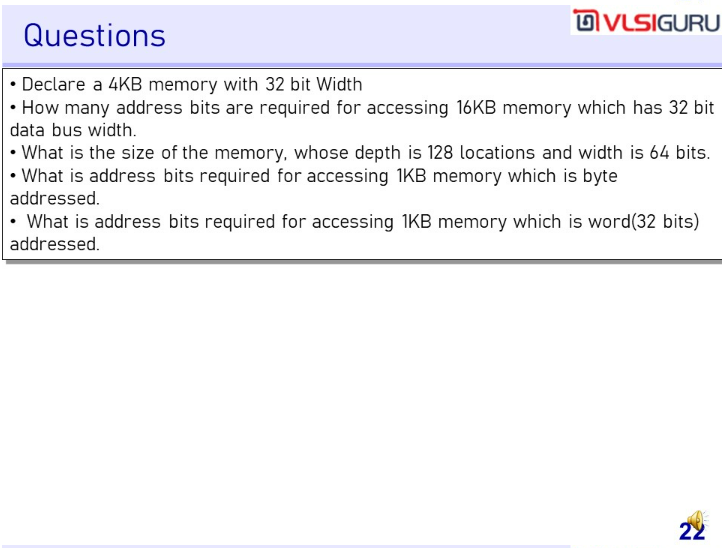 Questions
VLSIGURU
• Declare a 4KB memory with 32 bit Width
• How many address bits are required for accessing 16KB memory which has 32 bit
data bus width.
• What is the size of the memory, whose depth is 128 locations and width is 64 bits.
• What is address bits required for accessing 1KB memory which is byte
addressed.
• What is address bits required for accessing 1KB memory which is word(32 bits)
addressed.
22